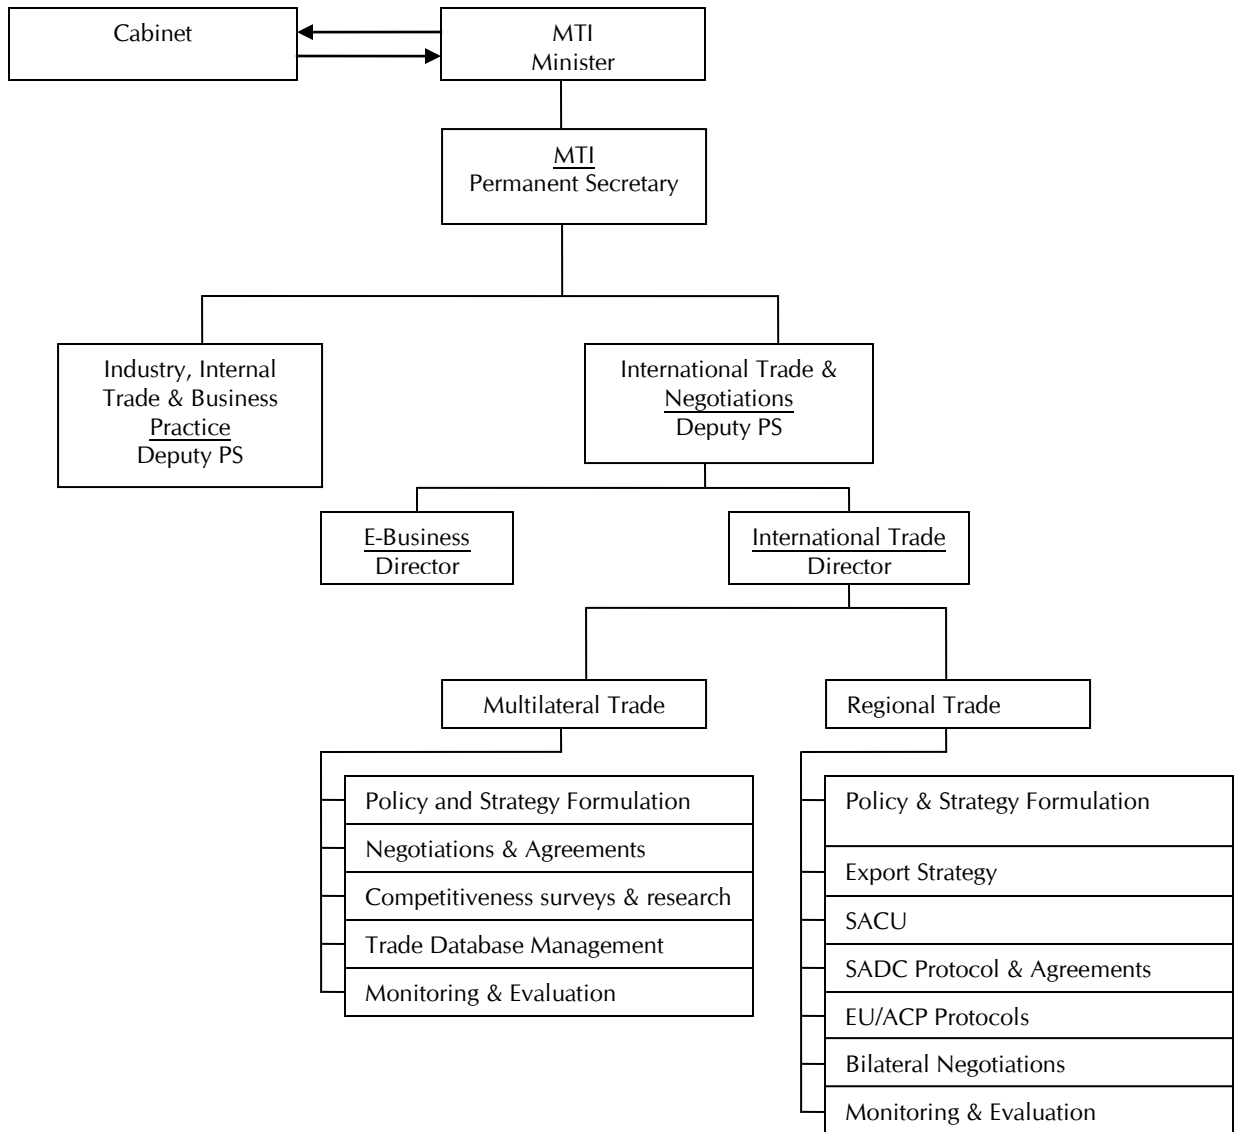 Cabinet
MTI
Minister
MTI
Permanent Secretary
Industry, Internal
Trade & Business
Practice
Deputy PS
International Trade &
Negotiations
Deputy PS
E-Business
Director
International Trade
Director
Multilateral Trade
Regional Trade
Policy and Strategy Formulation
Negotiations & Agreements
Competitiveness surveys & research
Trade Database Management
Monitoring & Evaluation
Policy & Strategy Formulation
Export Strategy
SACU
SADC Protocol & Agreements
EU/ACP Protocols
Bilateral Negotiations
Monitoring & Evaluation